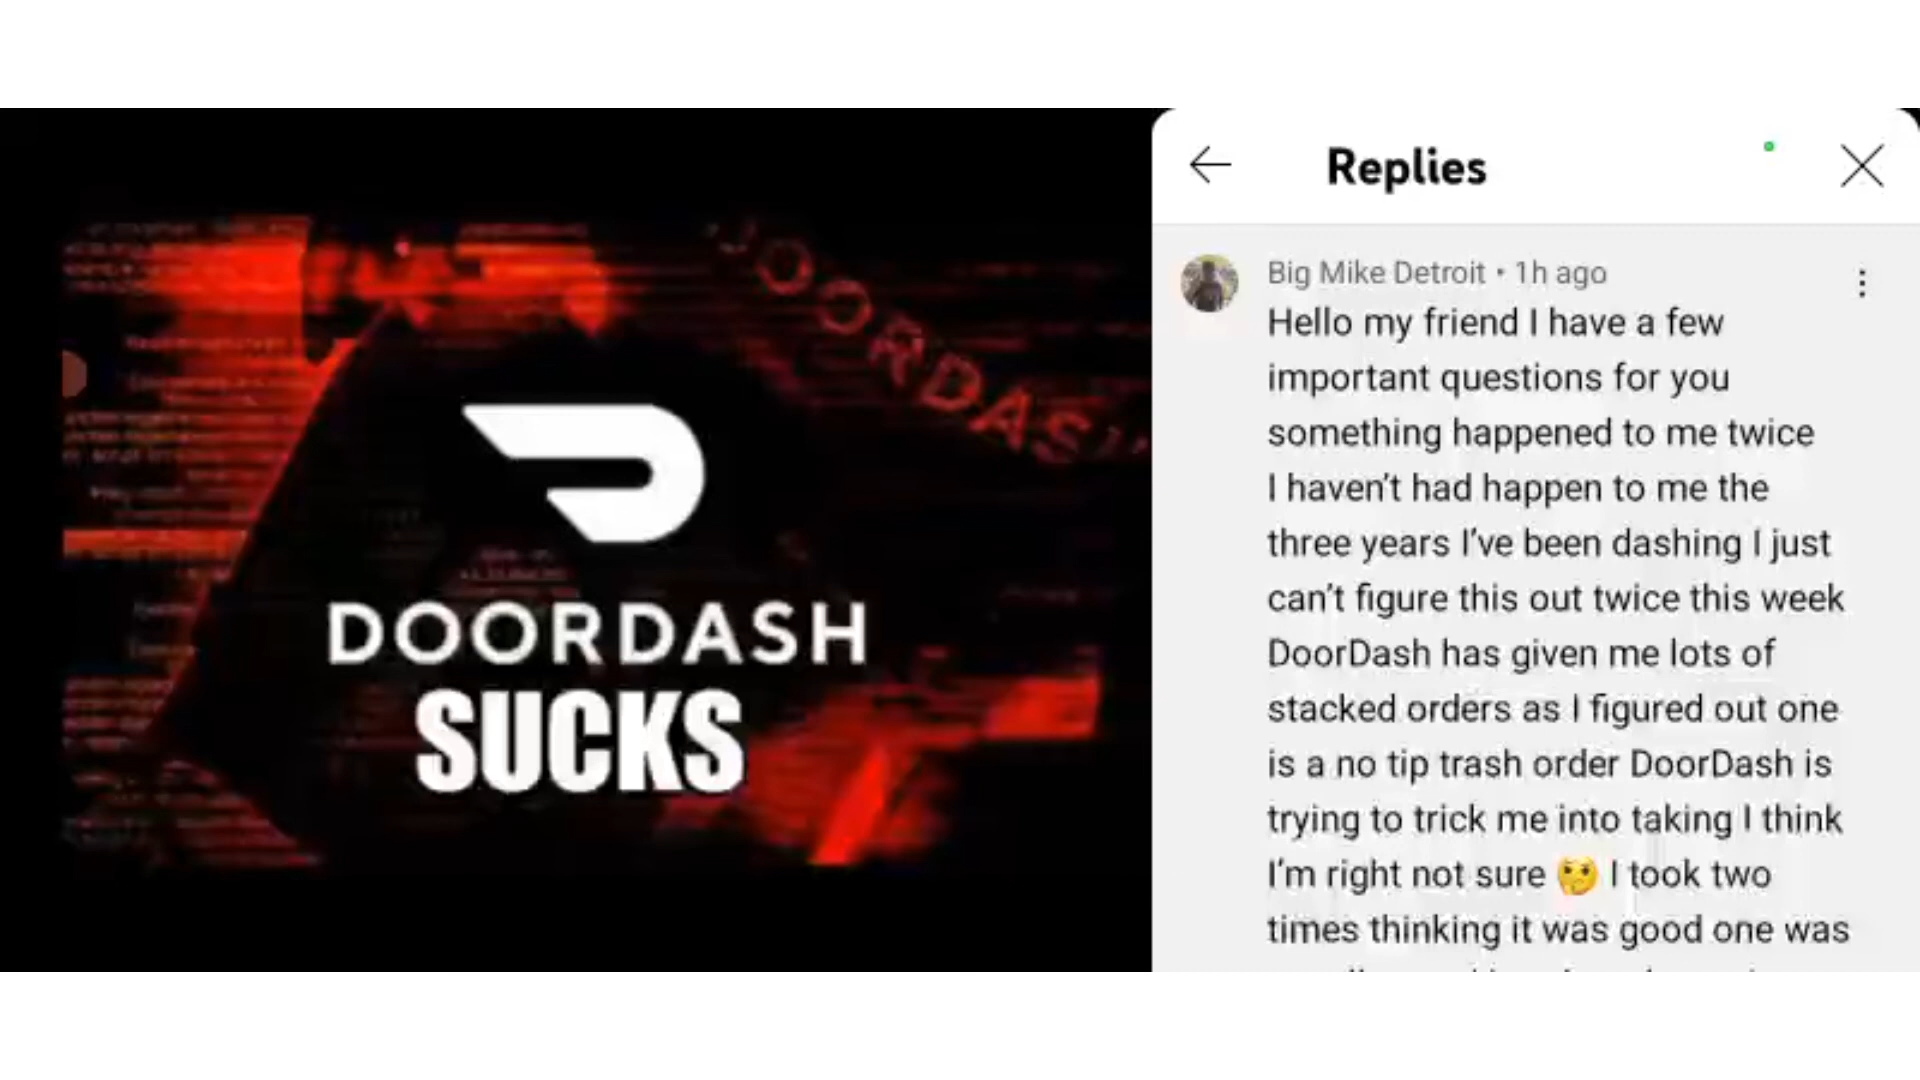 DOORDASH
DOORDASH
SUCKS
Replies
Big Mike Detroit • 1h ago
Hello my friend I have a few
important questions for you
something happened to me twice
I haven't had happen to me the
three years I've been dashing I just
can't figure this out twice this week
DoorDash has given me lots of
stacked orders as I figured out one
is a no tip trash order DoorDash is
trying to trick me into taking I think
I'm right not sure 🤔 I took two
times thinking it was good one was